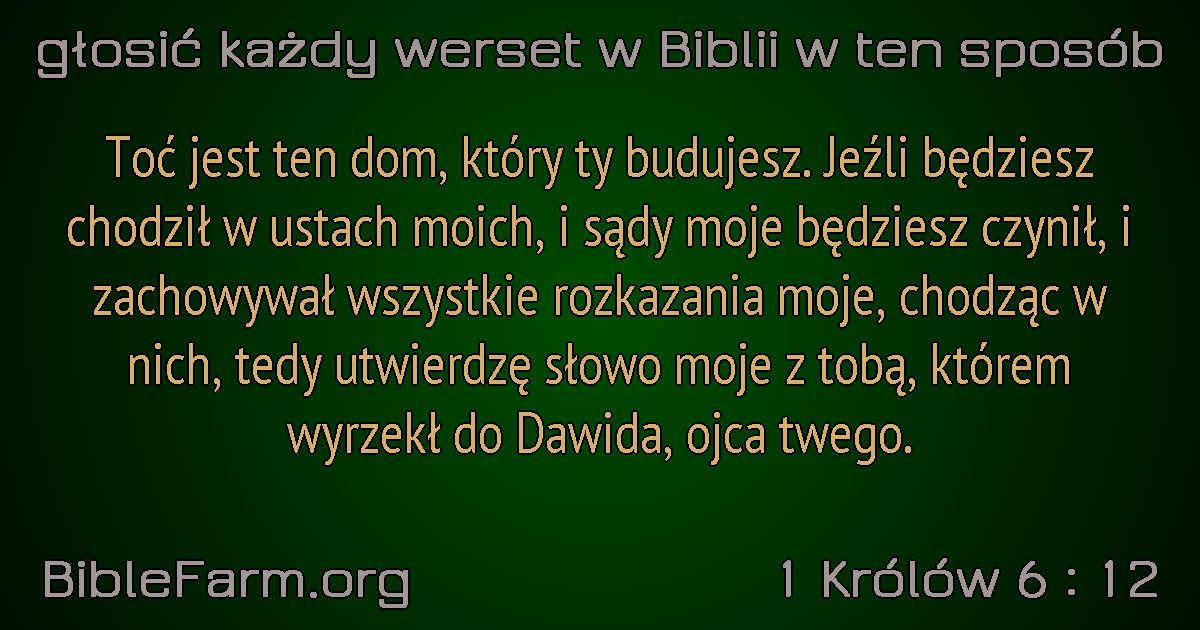 głosić każdy werset w Biblii w ten sposób
Toć jest ten dom, który ty budujesz. Jeźli będziesz
chodził w ustach moich, i sądy moje będziesz czynił, i
zachowywał wszystkie rozkazania moje, chodząc w
nich, tedy utwierdzę słowo moje z tobą, którem
wyrzekł do Dawida, ojca twego.
BibleFarm.org
1 Królów 6 : 12